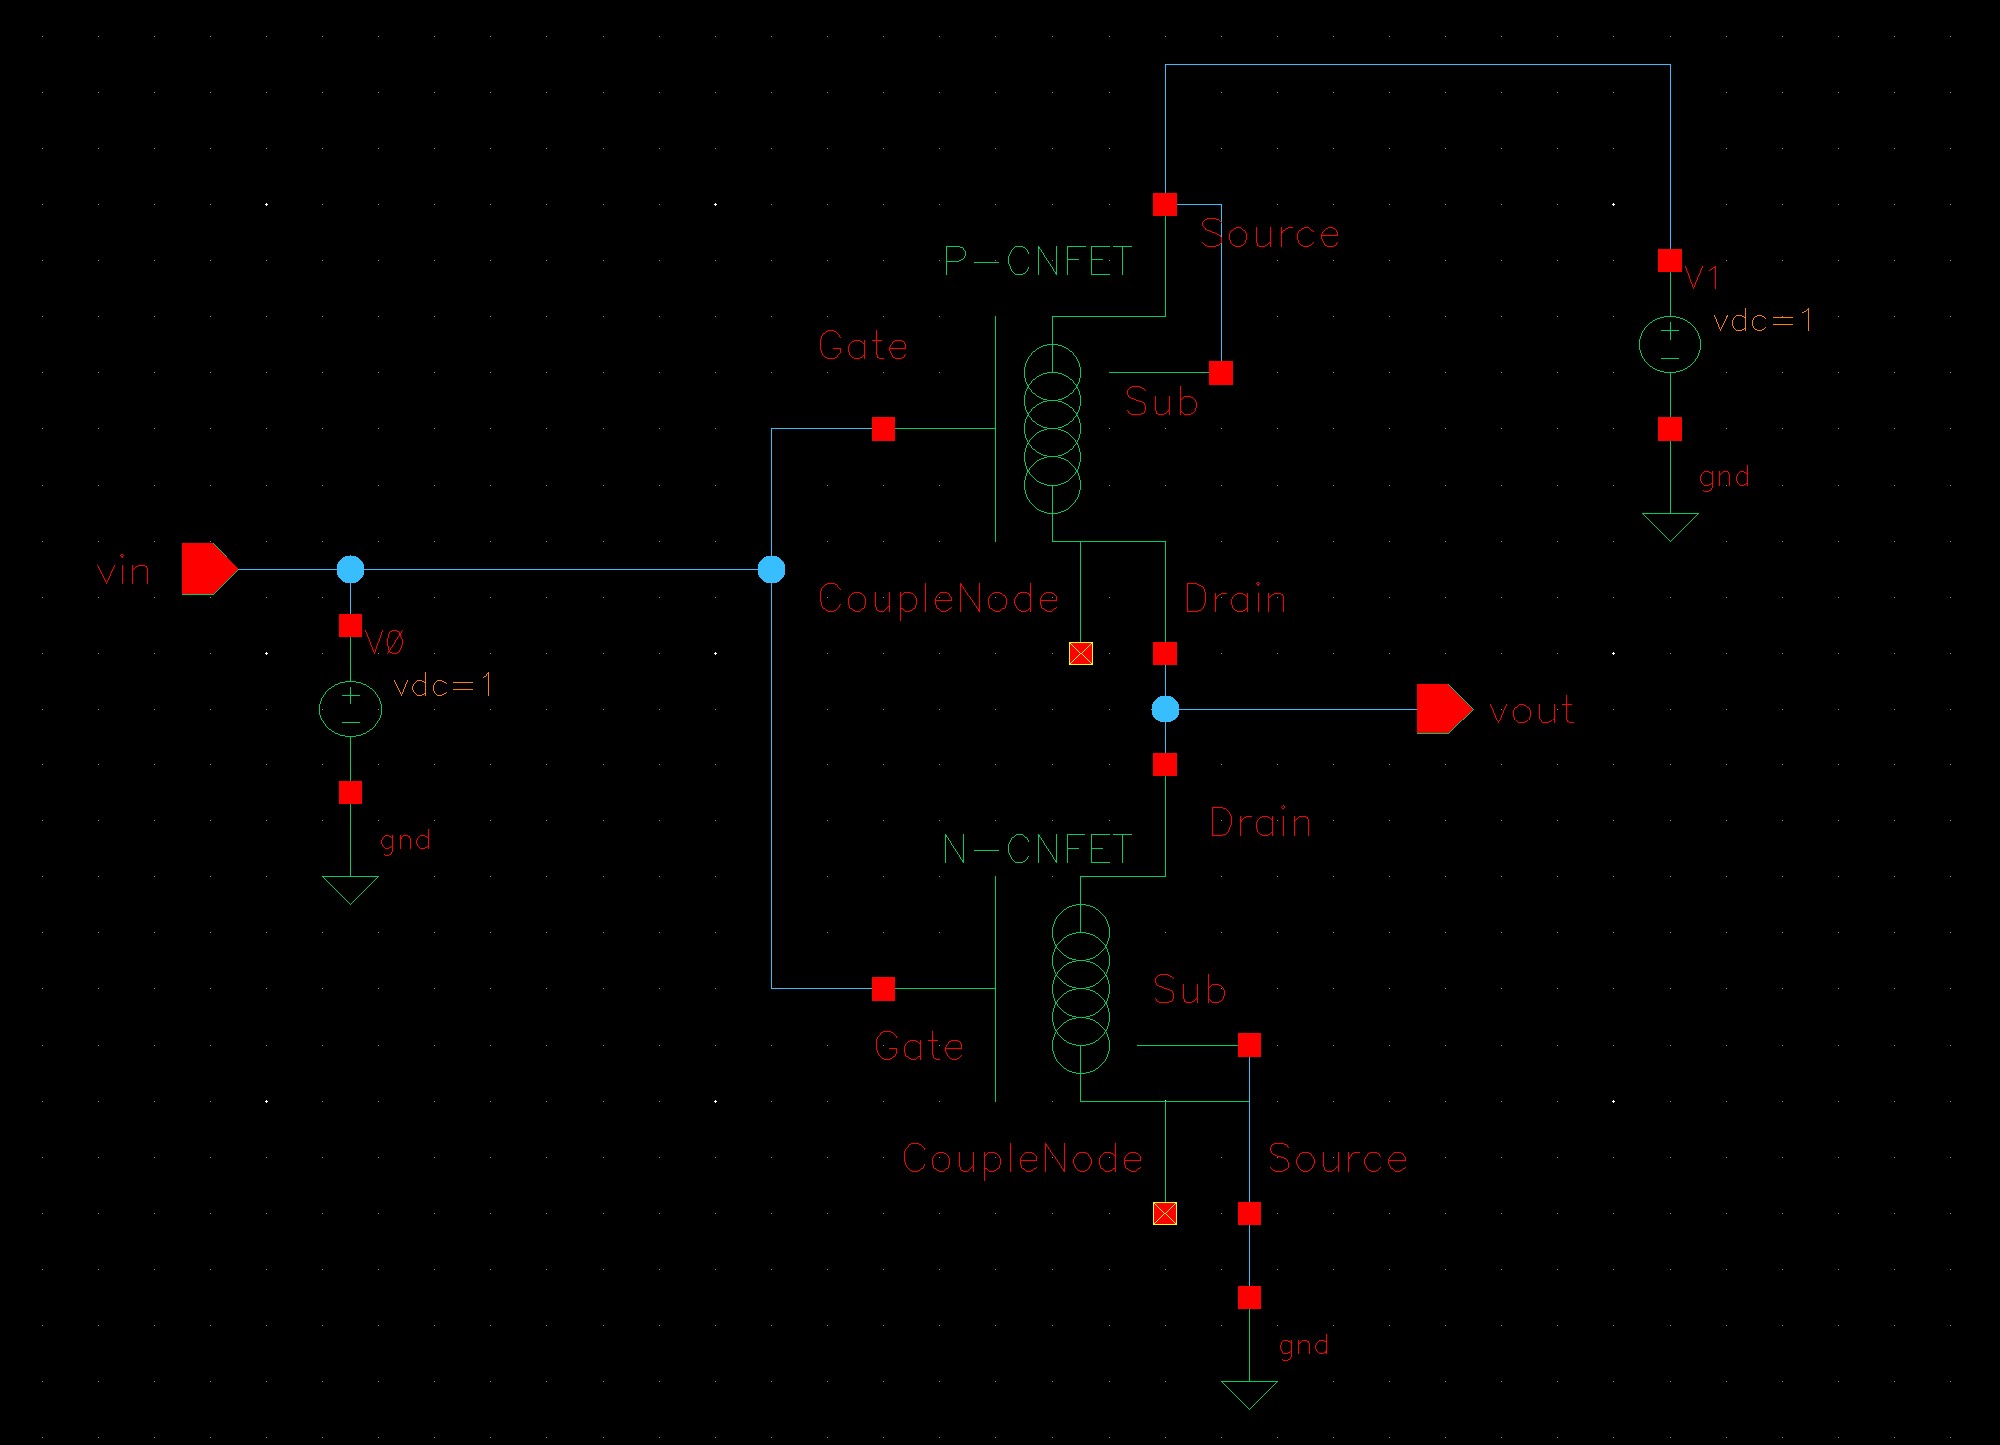 Source
P-CNFET
V1
vdc=1
Gate
Sub
gnd
vin
CoupleNode
Drain
VØ
vdc=1
vout
gnd
Drain
N-CNFET
Sub
Gate
CoupleNode
Source
gnd